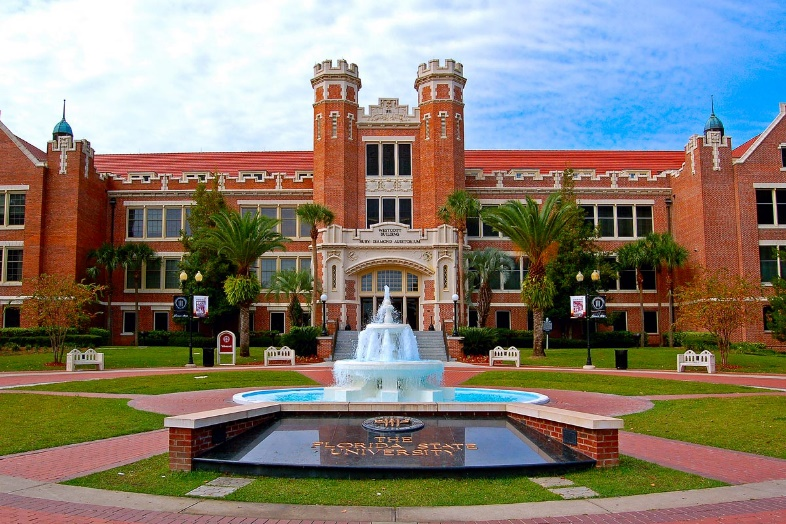 WESTCOTT
BUILDING
RUBY DIAMOND AUDITORIUM
THE
FLORIDA STATE
UNIVERSITY